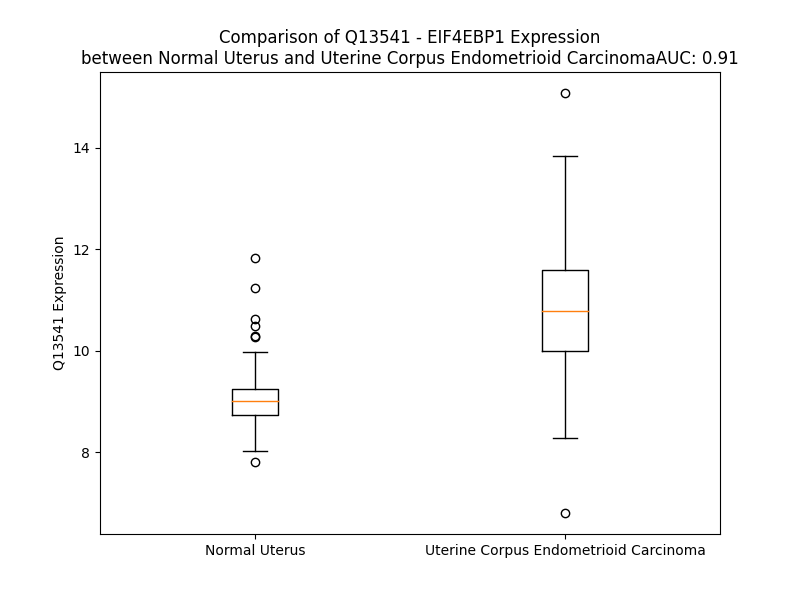 Comparison of Q13541 - EIF4EBP1 Expression
between Normal Uterus and Uterine Corpus Endometrioid CarcinomaAUC: 0.91
Q13541 Expression
14
12
10
8
Normal Uterus
Uterine Corpus Endometrioid Carcinoma